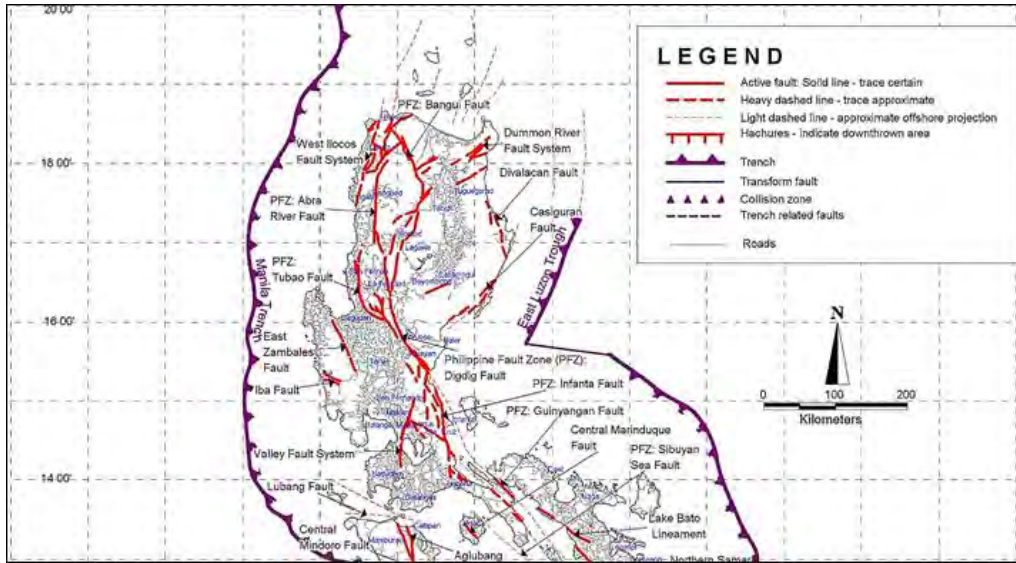 20 00'
18 00'
16 00'
14 00'
LEGEND
Active fault: Solid line - trace certain
Heavy dashed line - trace approximate
Light dashed line - approximate offshore projection
Hachures - indicate downthrown area
Trench
Transform fault
Collision zone
Trench related faults
Roads
N
0 100 200
Kilometers
PFZ: Bangui Fault
West Ilocos
Fault System
Dummon River
Fault System
Divalacan Fault
Tuguegarao
PFZ: Abra
River Fault
Casiguran
Fault
PFZ:
Tubao Fault
Manila Trench
East Luzon Trough
Dagupan
East
Zambales
Fault
Iba Fault
Philippine Fault Zone (PFZ):
Digdig Fault
PFZ: Infanta Fault
PFZ: Guinyangan Fault
Central Marinduque
Fault
PFZ: Sibuyan
Sea Fault
Valley Fault System
Lubang Fault
Central
Mindoro Fault
Calapan
Aglubang
Lake Bato
Lineament
Northern Samar